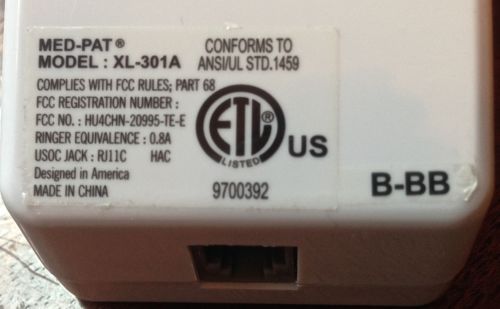 MED-PAT®
MODEL : XL-301A
CONFORMS TO
ANSI/UL STD.1459
COMPLIES WITH FCC RULES; PART 68
FCC REGISTRATION NUMBER :
FCC NO. : HU4CHN-20995-TE-E
RINGER EQUIVALENCE : 0.8A
USOC JACK : RJ11C HAC
Designed in America
MADE IN CHINA
ETL
LISTED
US
9700392
B-BB